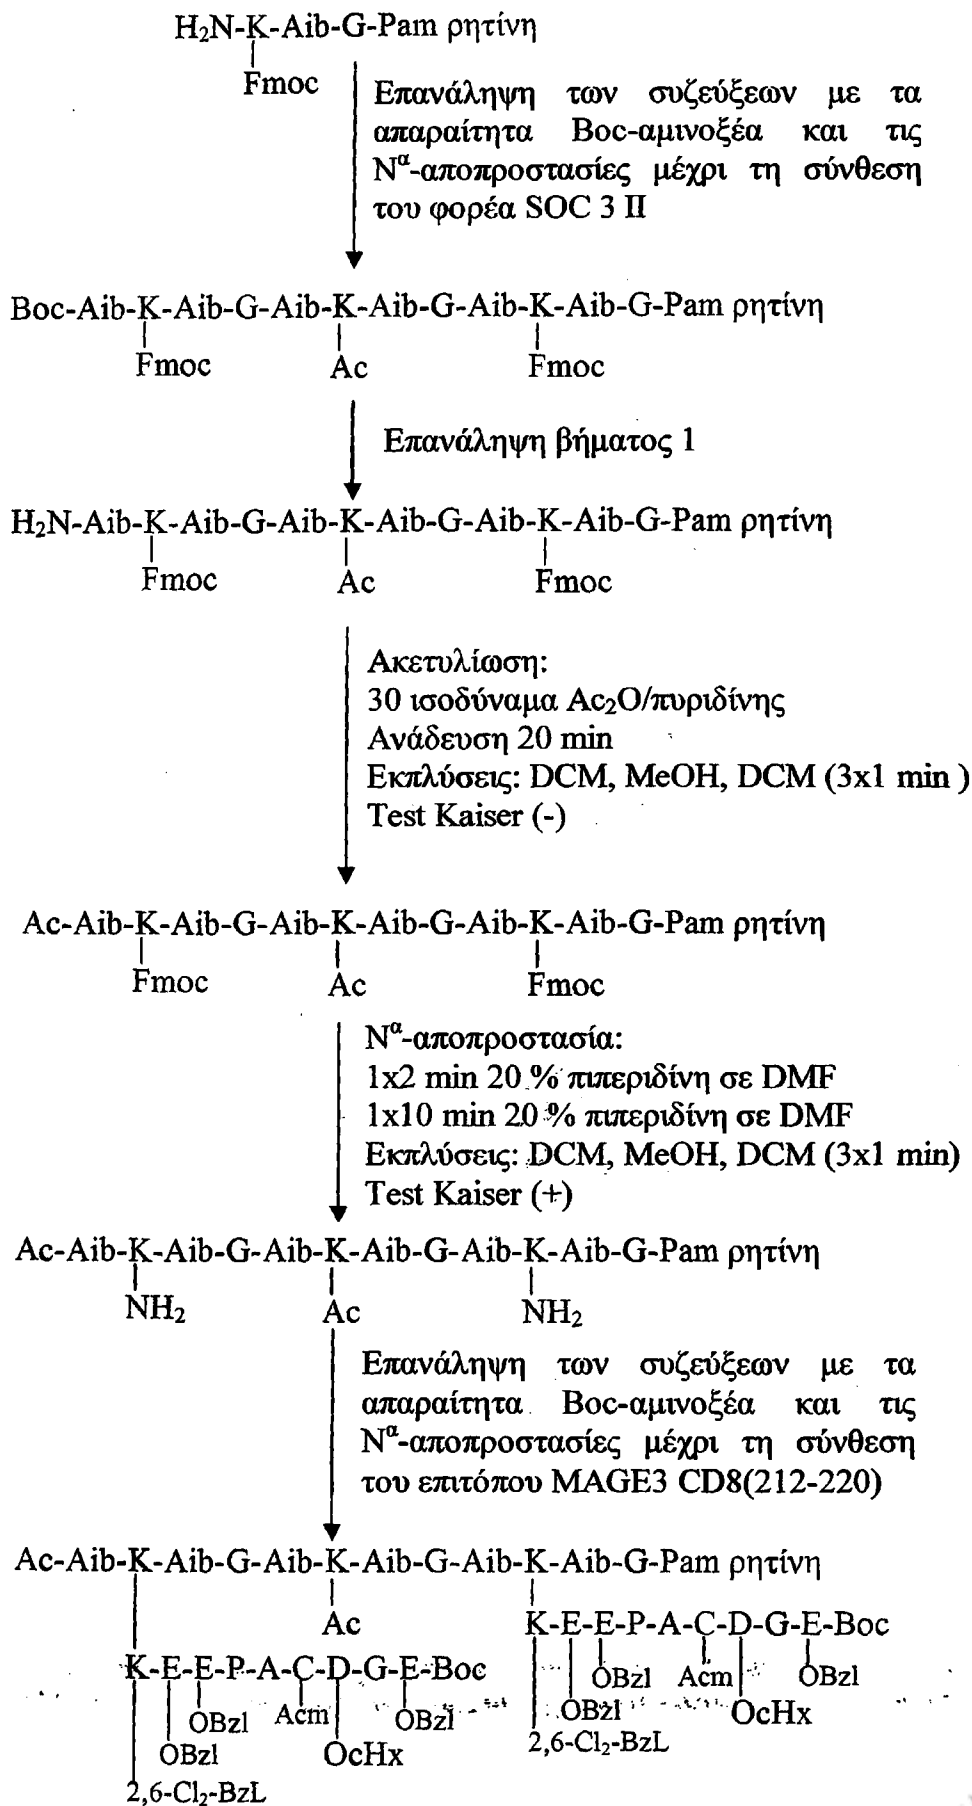 H₂N-K-Aib-G-Pam ρητίνη
Fmoc
Επανάληψη των συζεύξεων με τα
απαραίτητα Boc-αμινοξέα και τις
Nᵅ-αποπροστασίες μέχρι τη σύνθεση
του φορέα SOC 3 II
Boc-Aib-K-Aib-G-Aib-K-Aib-G-Aib-K-Aib-G-Pam ρητίνη
Fmoc Ac Fmoc
Επανάληψη βήματος 1
H₂N-Aib-K-Aib-G-Aib-K-Aib-G-Aib-K-Aib-G-Pam ρητίνη
Fmoc Ac Fmoc
Ακετυλίωση:
30 ισοδύναμα Ac₂O/πυριδίνης
Ανάδευση 20 min
Εκπλύσεις: DCM, MeOH, DCM (3x1 min )
Test Kaiser (-)
Ac-Aib-K-Aib-G-Aib-K-Aib-G-Aib-K-Aib-G-Pam ρητίνη
Fmoc Ac Fmoc
Nᵅ-αποπροστασία:
1x2 min 20 % πιπεριδίνη σε DMF
1x10 min 20 % πιπεριδίνη σε DMF
Εκπλύσεις: DCM, MeOH, DCM (3x1 min)
Test Kaiser (+)
Ac-Aib-K-Aib-G-Aib-K-Aib-G-Aib-K-Aib-G-Pam ρητίνη
NH₂ Ac NH₂
Επανάληψη των συζεύξεων με τα
απαραίτητα Boc-αμινοξέα και τις
Nᵅ-αποπροστασίες μέχρι τη σύνθεση
του επιτόπου MAGE3 CD8(212-220)
Ac-Aib-K-Aib-G-Aib-K-Aib-G-Aib-K-Aib-G-Pam ρητίνη
Ac
K-E-E-P-A-C-D-G-E-Boc
OBzl Acm OBzl
OBzl OcHx
2,6-Cl₂-BzL
K-E-E-P-A-C-D-G-E-Boc
OBzl Acm OBzl
OBzl OcHx
2,6-Cl₂-BzL